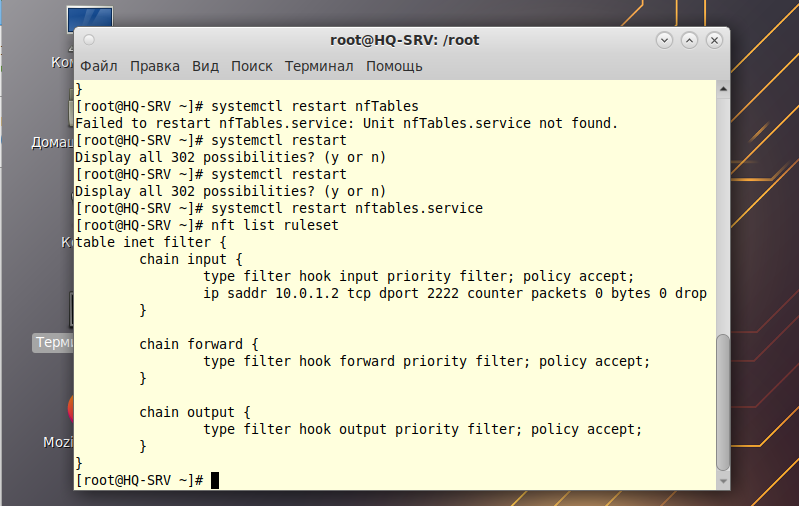 root@HQ-SRV: /root
Файл Правка Вид Поиск Терминал Помощь
}
[root@HQ-SRV ~]# systemctl restart nfTables
Failed to restart nfTables.service: Unit nfTables.service not found.
[root@HQ-SRV ~]# systemctl restart
Display all 302 possibilities? (y or n)
[root@HQ-SRV ~]# systemctl restart
Display all 302 possibilities? (y or n)
[root@HQ-SRV ~]# systemctl restart nftables.service
[root@HQ-SRV ~]# nft list ruleset
table inet filter {
        chain input {
                type filter hook input priority filter; policy accept;
                ip saddr 10.0.1.2 tcp dport 2222 counter packets 0 bytes 0 drop
        }

        chain forward {
                type filter hook forward priority filter; policy accept;
        }

        chain output {
                type filter hook output priority filter; policy accept;
        }
}
[root@HQ-SRV ~]#